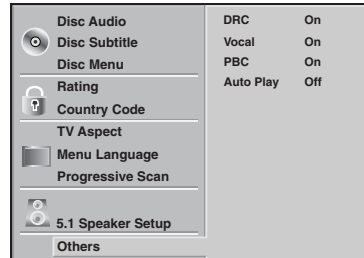 Disc Audio
Disc Subtitle
Disc Menu
Rating
Country Code
TV Aspect
Menu Language
Progressive Scan
5.1 Speaker Setup
Others
DRC On
Vocal On
PBC On
Auto Play Off